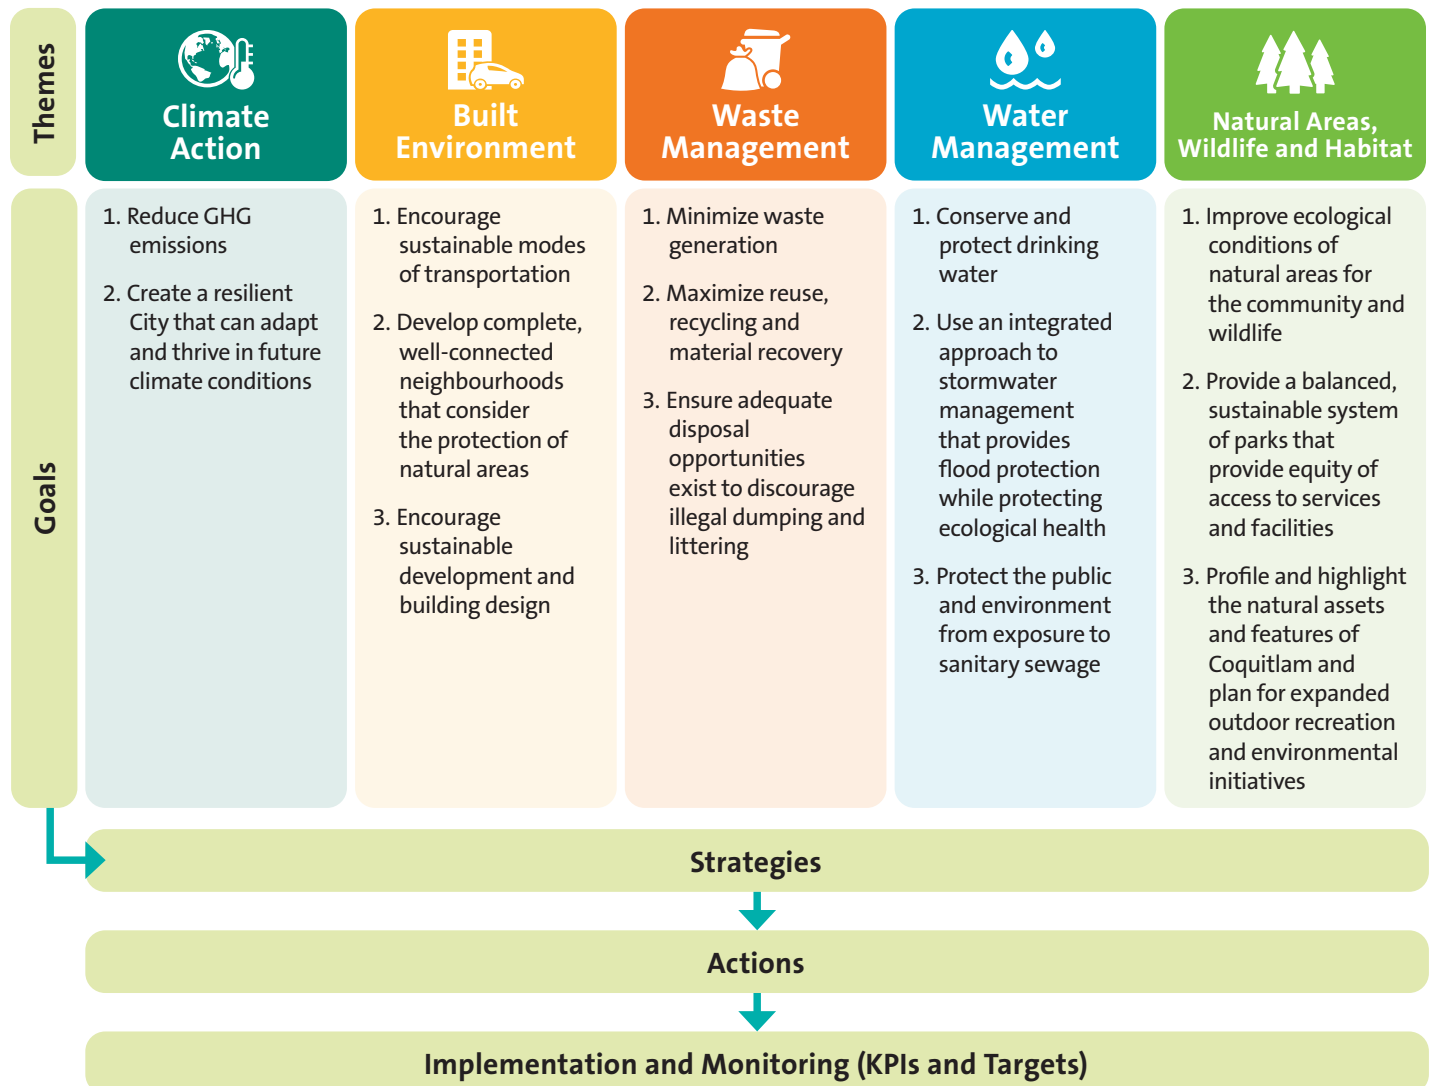 Themes
Climate
Action
Built
Environment
Waste
Management
Water
Management
Natural Areas,
Wildlife and Habitat
Goals
1. Reduce GHG
emissions
2. Create a resilient
City that can adapt
and thrive in future
climate conditions
1. Encourage
sustainable modes
of transportation
2. Develop complete,
well-connected
neighbourhoods
that consider
the protection of
natural areas
3. Encourage
sustainable
development and
building design
1. Minimize waste
generation
2. Maximize reuse,
recycling and
material recovery
3. Ensure adequate
disposal
opportunities
exist to discourage
illegal dumping and
littering
1. Conserve and
protect drinking
water
2. Use an integrated
approach to
stormwater
management
that provides
flood protection
while protecting
ecological health
3. Protect the public
and environment
from exposure to
sanitary sewage
1. Improve ecological
conditions of
natural areas for
the community and
wildlife
2. Provide a balanced,
sustainable system
of parks that
provide equity of
access to services
and facilities
3. Profile and highlight
the natural assets
and features of
Coquitlam and
plan for expanded
outdoor recreation
and environmental
initiatives
Strategies
Actions
Implementation and Monitoring (KPIs and Targets)